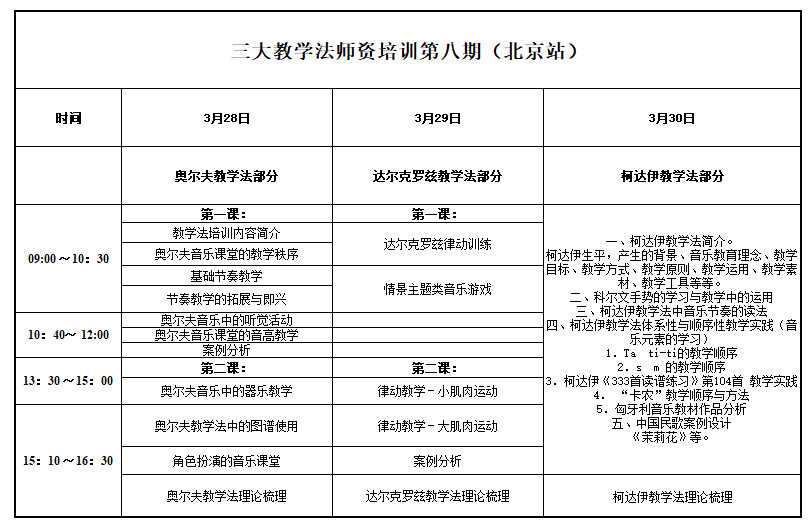 三大教学法师资培训第八期（北京站）
时间
3月28日
3月29日
3月30日
奥尔夫教学法部分
达尔克罗兹教学法部分
柯达伊教学法部分
09:00～10：30
第一课：
第一课：
教学法培训内容简介
奥尔夫音乐课堂的教学秩序
达尔克罗兹律动训练
基础节奏教学
节奏教学的拓展与即兴
情景主题类音乐游戏
一、柯达伊教学法简介。
柯达伊生平，产生的背景、音乐教育理念、教学
目标、教学方式、教学原则、教学运用、教学素
材、教学工具等等。
二、科尔文手势的学习与教学中的运用
三、柯达伊教学法中音乐节奏的读法
四、柯达伊教学法体系性与顺序性教学实践（音
乐元素的学习）
1．Ta　ti-ti的教学顺序
2．s　m 的教学顺序
3．柯达伊《333首读谱练习》第104首 教学实践
4．　“卡农”教学顺序与方法
5．匈牙利音乐教材作品分析
五、中国民歌案例设计
《茉莉花》等。
10：40～ 12:00
奥尔夫音乐中的听觉活动
奥尔夫音乐课堂的音高教学
案例分析
13：30～15：00
第二课：
第二课：
奥尔夫音乐中的器乐教学
律动教学－小肌肉运动
15：10～16：30
奥尔夫教学法中的图谱使用
律动教学－大肌肉运动
角色扮演的音乐课堂
案例分析
奥尔夫教学法理论梳理
达尔克罗兹教学法理论梳理
柯达伊教学法理论梳理